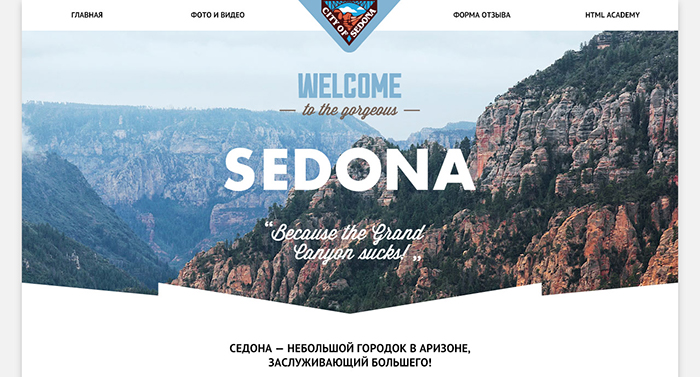 ГЛАВНАЯ
ФОТО И ВИДЕО
CITY OF SEDONA
ФОРМА ОТЗЫВА
HTML ACADEMY
WELCOME
to the gorgeous
SEDONA
“Because the Grand
Canyon sucks!„
СЕДОНА — НЕБОЛЬШОЙ ГОРОДОК В АРИЗОНЕ,
ЗАСЛУЖИВАЮЩИЙ БОЛЬШЕГО!